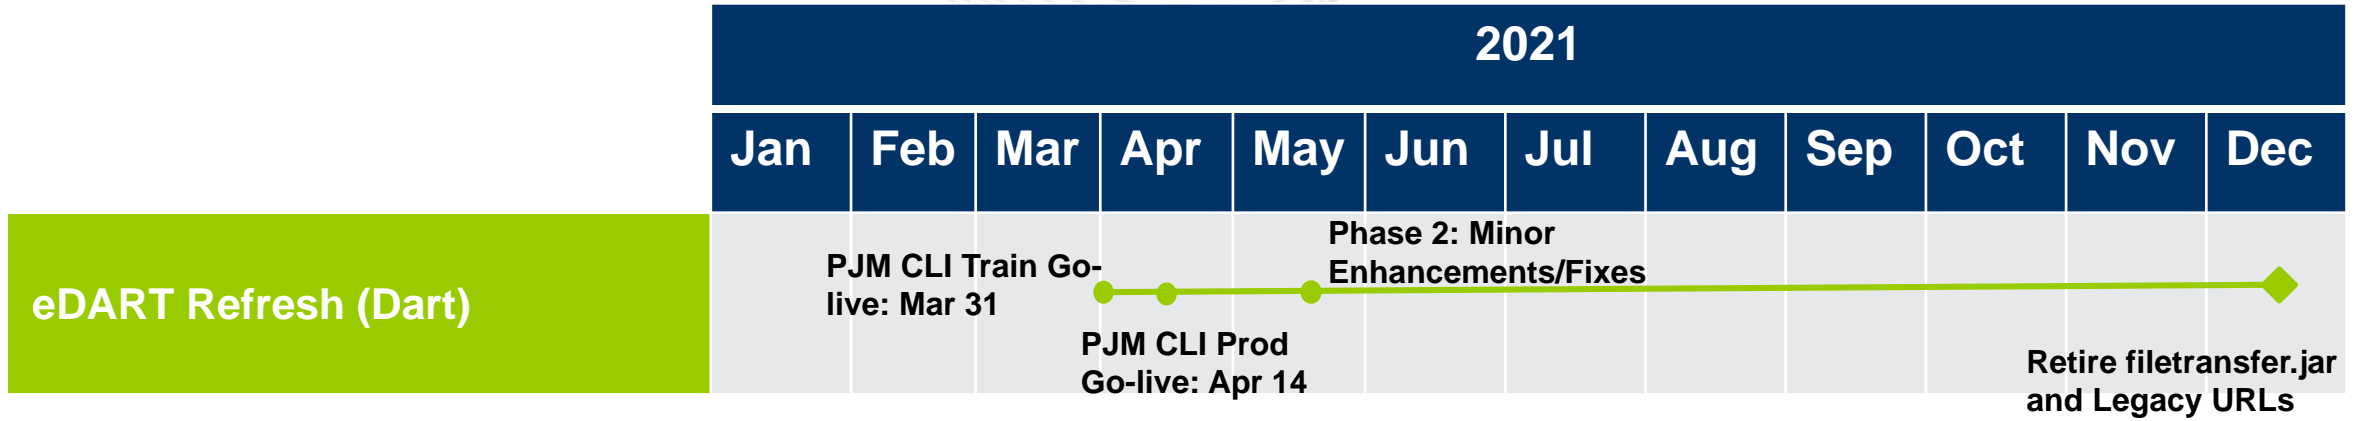 2021
Jan Feb Mar Apr May Jun Jul Aug Sep Oct Nov Dec
eDART Refresh (Dart)
PJM CLI Train Go-
live: Mar 31
PJM CLI Prod
Go-live: Apr 14
Phase 2: Minor
Enhancements/Fixes
Retire filetransfer.jar
and Legacy URLs